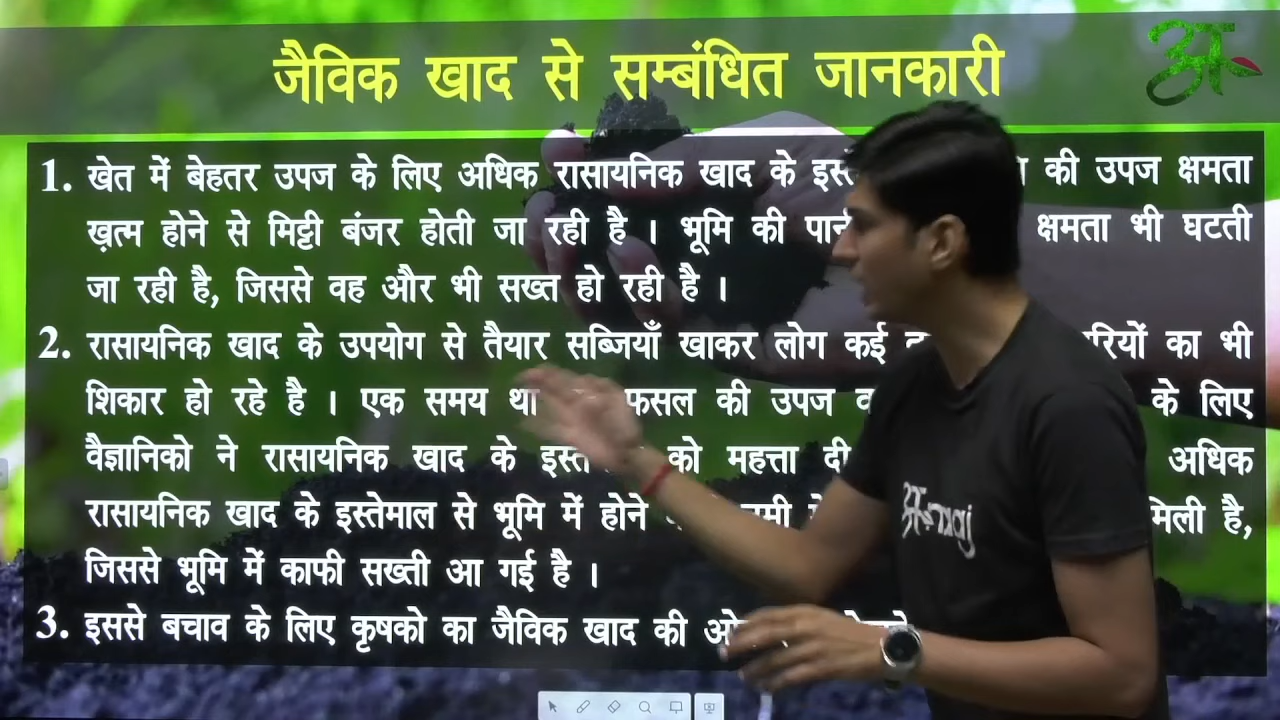 जैविक खाद से सम्बंधित जानकारी
1. खेत में बेहतर उपज के लिए अधिक रासायनिक खाद के की उपज क्षमता
ख़त्म होने से मिट्टी बंजर होती जा रही है । भूमि की क्षमता भी घटती
जा रही है, जिससे वह और भी सख्त हो रही है ।
2. रासायनिक खाद के उपयोग से तैयार सब्जियाँ खाकर लोग कई का भी
शिकार हो रहे है । एक समय था फसल की उपज के लिए
वैज्ञानिको ने रासायनिक खाद के को महत्ता दी अधिक
रासायनिक खाद के इस्तेमाल से भूमि में होने मिली है,
जिससे भूमि में काफी सख्ती आ गई है ।
3. इससे बचाव के लिए कृषको का जैविक खाद की